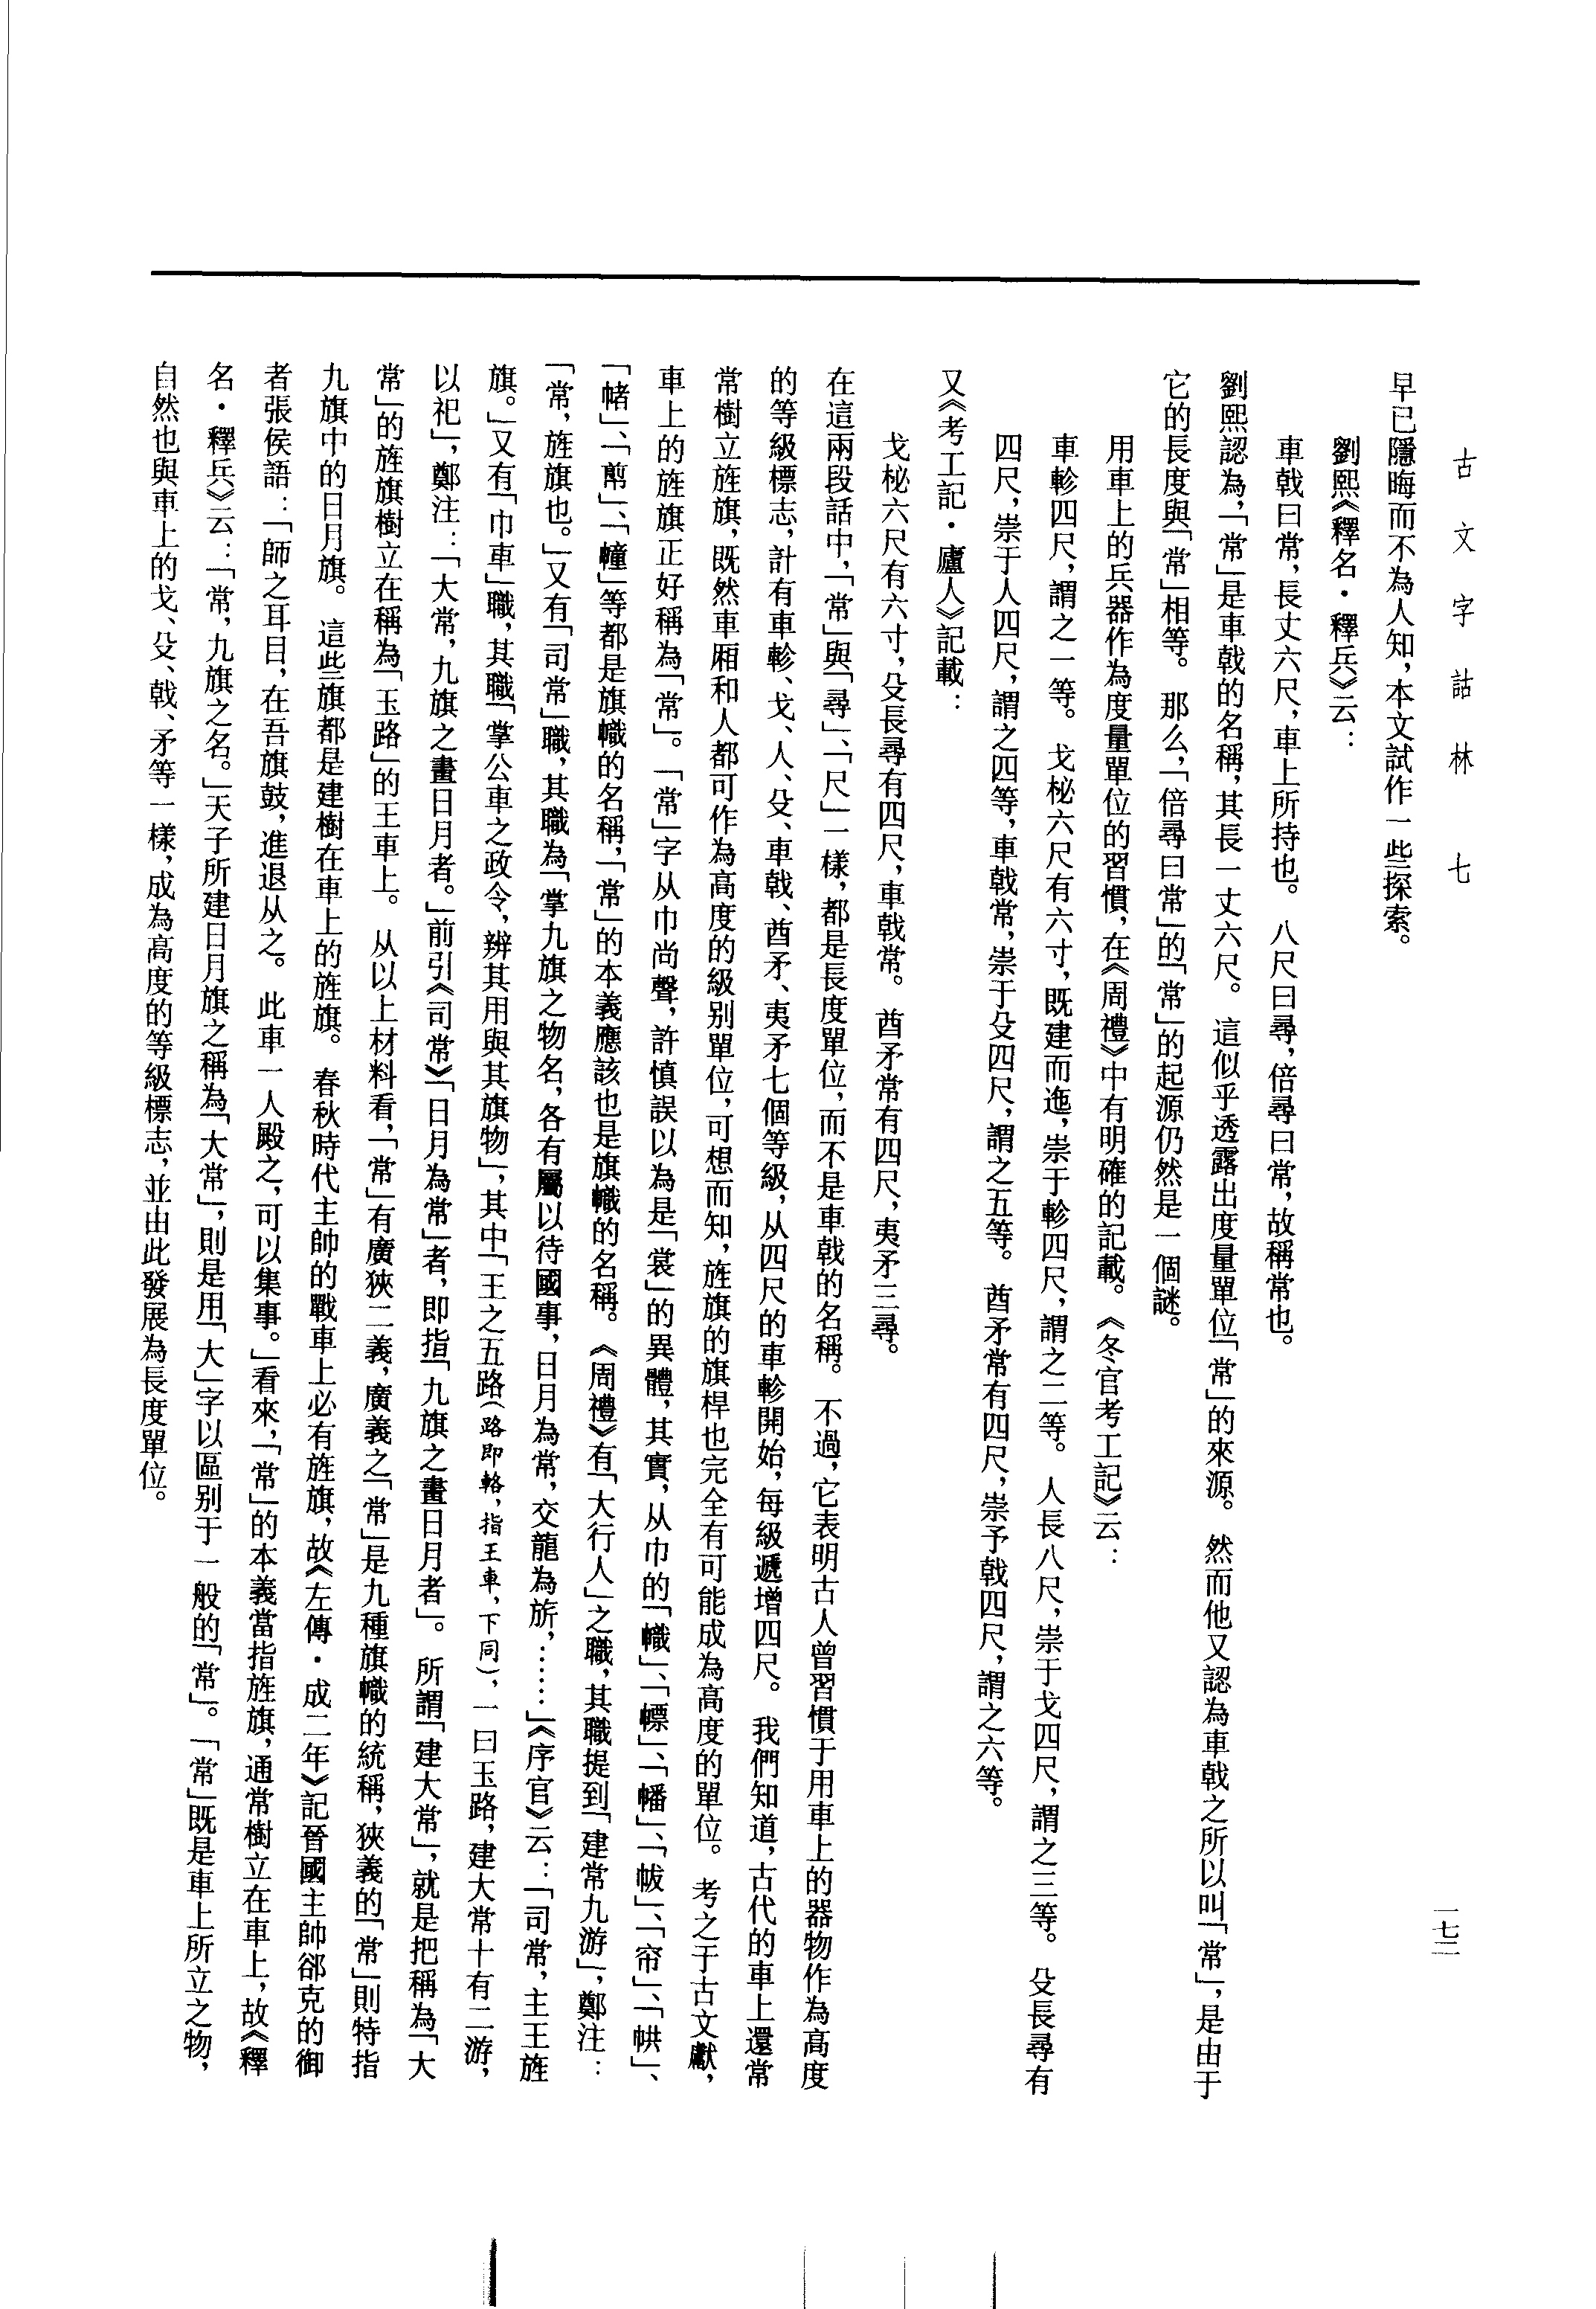 古文字詁林 七
一七二
早已隱晦而不為人知，本文試作一些探索。
劉熙《釋名·釋兵》云：
車戟曰常，長丈六尺，車上所持也。八尺曰尋，倍尋曰常，故稱常也。
劉熙認為，「常」是車戟的名稱，其長一丈六尺。這似乎透露出度量單位「常」的來源。然而他又認為車戟之所以叫「常」，是由于
它的長度與「常」相等。那么，「倍尋曰常」的「常」的起源仍然是一個謎。
用車上的兵器作為度量單位的習慣，在《周禮》中有明確的記載。《冬官考工記》云：
車軫四尺，謂之一等。戈柲六尺有六寸，既建而迤，崇于軫四尺，謂之二等。人長八尺，崇于戈四尺，謂之三等。殳長尋有
四尺，崇于人四尺，謂之四等，車戟常，崇于殳四尺，謂之五等。酋矛常有四尺，崇予戟四尺，謂之六等。
又《考工記·廬人》記載：
戈柲六尺有六寸，殳長尋有四尺，車戟常。酋矛常有四尺，夷矛三尋。
在這兩段話中，「常」與「尋」、「尺」一樣，都是長度單位，而不是車戟的名稱。不過，它表明古人曾習慣于用車上的器物作為高度
的等級標志，計有車軫、戈、人、殳、車戟、酋矛、夷矛七個等級，从四尺的車軫開始，每級遞增四尺。我們知道，古代的車上還常
常樹立旌旗，既然車厢和人都可作為高度的級别單位，可想而知，旌旗的旗桿也完全有可能成為高度的單位。考之于古文獻，
車上的旌旗正好稱為「常」。「常」字从巾尚聲，許慎誤以為是「裳」的異體，其實，从巾的「幟」、「幖」、「幡」、「帗」、「帘」、「㡌」、
「帾」、「㡐」、「幢」等都是旗幟的名稱，「常」的本義應該也是旗幟的名稱。《周禮》有「大行人」之職，其職提到「建常九游」，鄭注：
「常，旌旗也。」又有「司常」職，其職為「掌九旗之物名，各有屬以待國事，日月為常，交龍為旂，……」《序官》云：「司常，主王旌
旗。」又有「巾車」職，其職「掌公車之政令，辨其用與其旗物」，其中「王之五路（路即輅，指王車，下同），一曰玉路，建大常十有二游，
以祀」，鄭注：「大常，九旗之畫日月者。」前引《司常》「日月為常」者，即指「九旗之畫日月者」。所謂「建大常」，就是把稱為「大
常」的旌旗樹立在稱為「玉路」的王車上。从以上材料看，「常」有廣狹二義，廣義之「常」是九種旗幟的統稱，狹義的「常」則特指
九旗中的日月旗。這些旗都是建樹在車上的旌旗。春秋時代主帥的戰車上必有旌旗，故《左傳·成二年》記晉國主帥郤克的御
者張侯語：「師之耳目，在吾旗鼓，進退从之。此車一人殿之，可以集事。」看來，「常」的本義當指旌旗，通常樹立在車上，故《釋
名·釋兵》云：「常，九旗之名。」天子所建日月旗之稱為「大常」，則是用「大」字以區别于一般的「常」。「常」既是車上所立之物，
自然也與車上的戈、殳、戟、矛等一樣，成為高度的等級標志，並由此發展為長度單位。